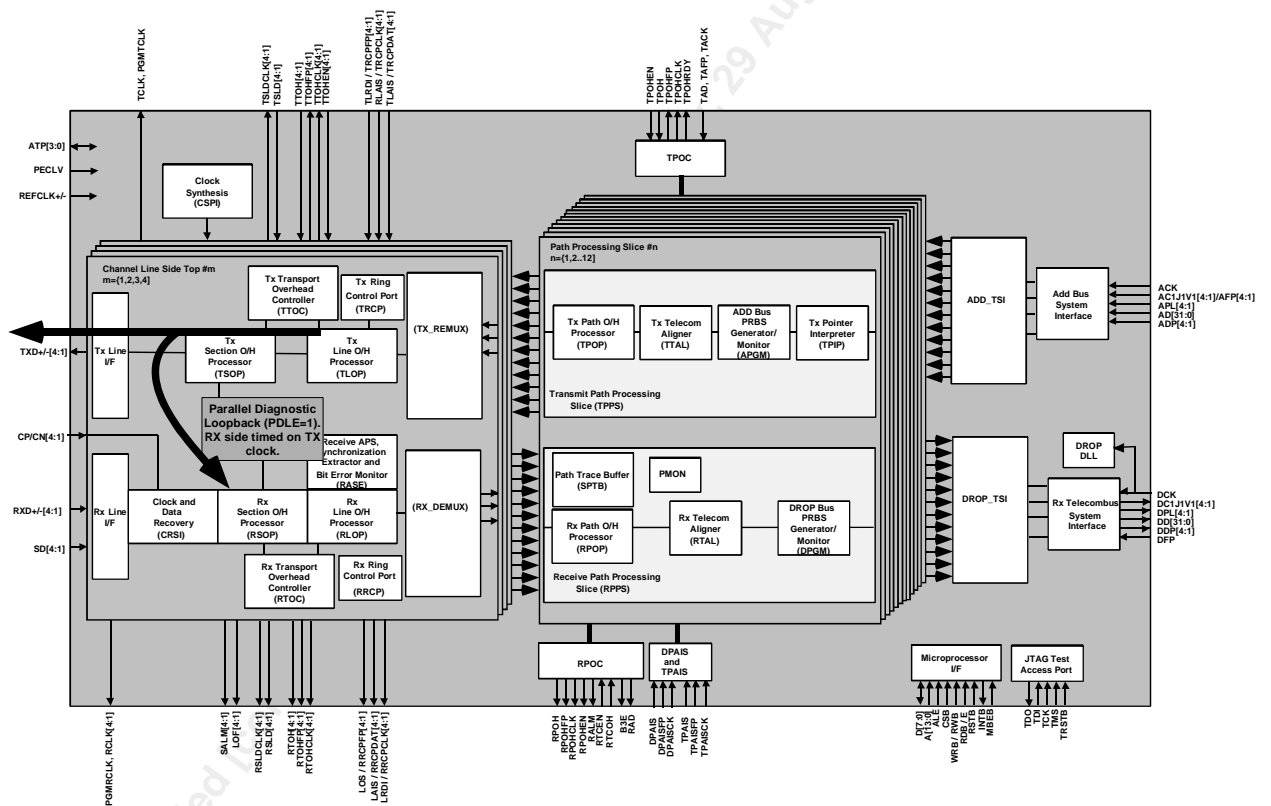 29 Aug
TCLK, PGMTCLK
TSLDCLK[4:1]
TSLD[4:1]
TTOH[4:1]
TTOHFP[4:1]
TTOHCLK[4:1]
TTOHEN[4:1]
TLRDI / TRCPFP[4:1]
RLAIS / TRCPCLK[4:1]
TLAIS / TRCPDAT[4:1]
TPOHEN
TPOH
TPOHFP
TPOHCLK
TPOHRDY
TAD, TAFP, TACK
ATP[3:0]
PECLV
REFCLK+/-
Clock
Synthesis
(CSPI)
TPOC
Channel Line Side Top #m
m={1,2,3,4]
Tx Transport
Overhead
Controller
(TTOC)
Tx Ring
Control Port
(TRCP)
(TX_REMUX)
Tx Line
I/F
Tx
Section O/H
Processor
(TSOP)
Tx
Line O/H
Processor
(TLOP)
TXD+/-[4:1]
Parallel Diagnostic
Loopback (PDLE=1).
RX side timed on TX
clock.
Receive APS,
Synchronization
Extractor and
Bit Error Monitor
(RASE)
CP/CN[4:1]
RXD+/-[4:1]
SD[4:1]
Rx Line
I/F
Clock and
Data
Recovery
(CRSI)
Rx
Section O/H
Processor
(RSOP)
Rx
Line O/H
Processor
(RLOP)
(RX_DEMUX)
Rx Transport
Overhead
Controller
(RTOC)
Rx Ring
Control Port
(RRCP)
Path Processing Slice #n
n={1,2..12]
Tx Path O/H
Processor
(TPOP)
Tx Telecom
Aligner
(TTAL)
ADD Bus
PRBS
Generator/
Monitor
(APGM)
Tx Pointer
Interpreter
(TPIP)
Transmit Path Processing
Slice (TPPS)
Path Trace Buffer
(SPTB)
PMON
Rx Path O/H
Processor
(RPOP)
Rx Telecom
Aligner
(RTAL)
DROP Bus
PRBS
Generator/
Monitor
(DPGM)
Receive Path Processing
Slice (RPPS)
ADD_TSI
Add Bus
System
Interface
ACK
AC1J1V1[4:1]/AFP[4:1]
APL[4:1]
AD[31:0]
ADP[4:1]
DROP
DLL
DROP_TSI
Rx Telecombus
System
Interface
DCK
DC1J1V1[4:1]
DPL[4:1]
DD[31:0]
DDP[4:1]
DFP
RPOC
DPAIS
and
TPAIS
Microprocessor
I/F
JTAG Test
Access Port
PGMRCLK, RCLK[4:1]
SALM[4:1]
LOF[4:1]
RSLDCLK[4:1]
RSLD[4:1]
RTOH[4:1]
RTOHFP[4:1]
RTOHCLK[4:1]
LOS / RRCPFP[4:1]
LAIS / RRCPDAT[4:1]
LRDI / RRCPCLK[4:1]
RPOH
RPOHFP
RPOHCLK
RPOHEN
RALM
RTCEN
RTCOH
B3E
RAD
DPAIS
DPAISFP
DPAISCK
TPAIS
TPAISFP
TPAISCK
D[7:0]
A[13:0]
ALE
CSB
WRB / RWB
RDB / E
RSTB
INTB
MBEB
TDO
TDI
TCK
TMS
TRSTB